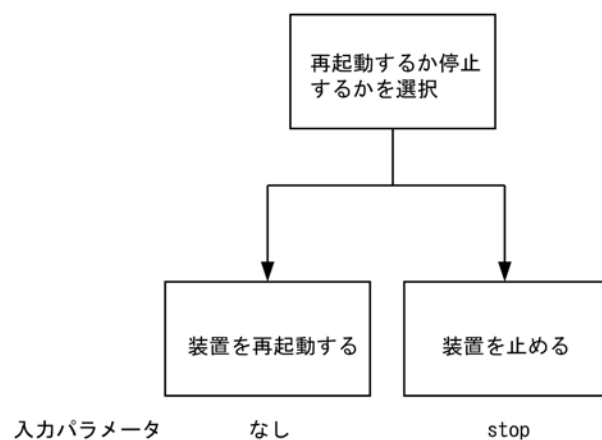 再起動するか停止
するかを選択
装置を再起動する
装置を止める
入力パラメータ
なし
stop